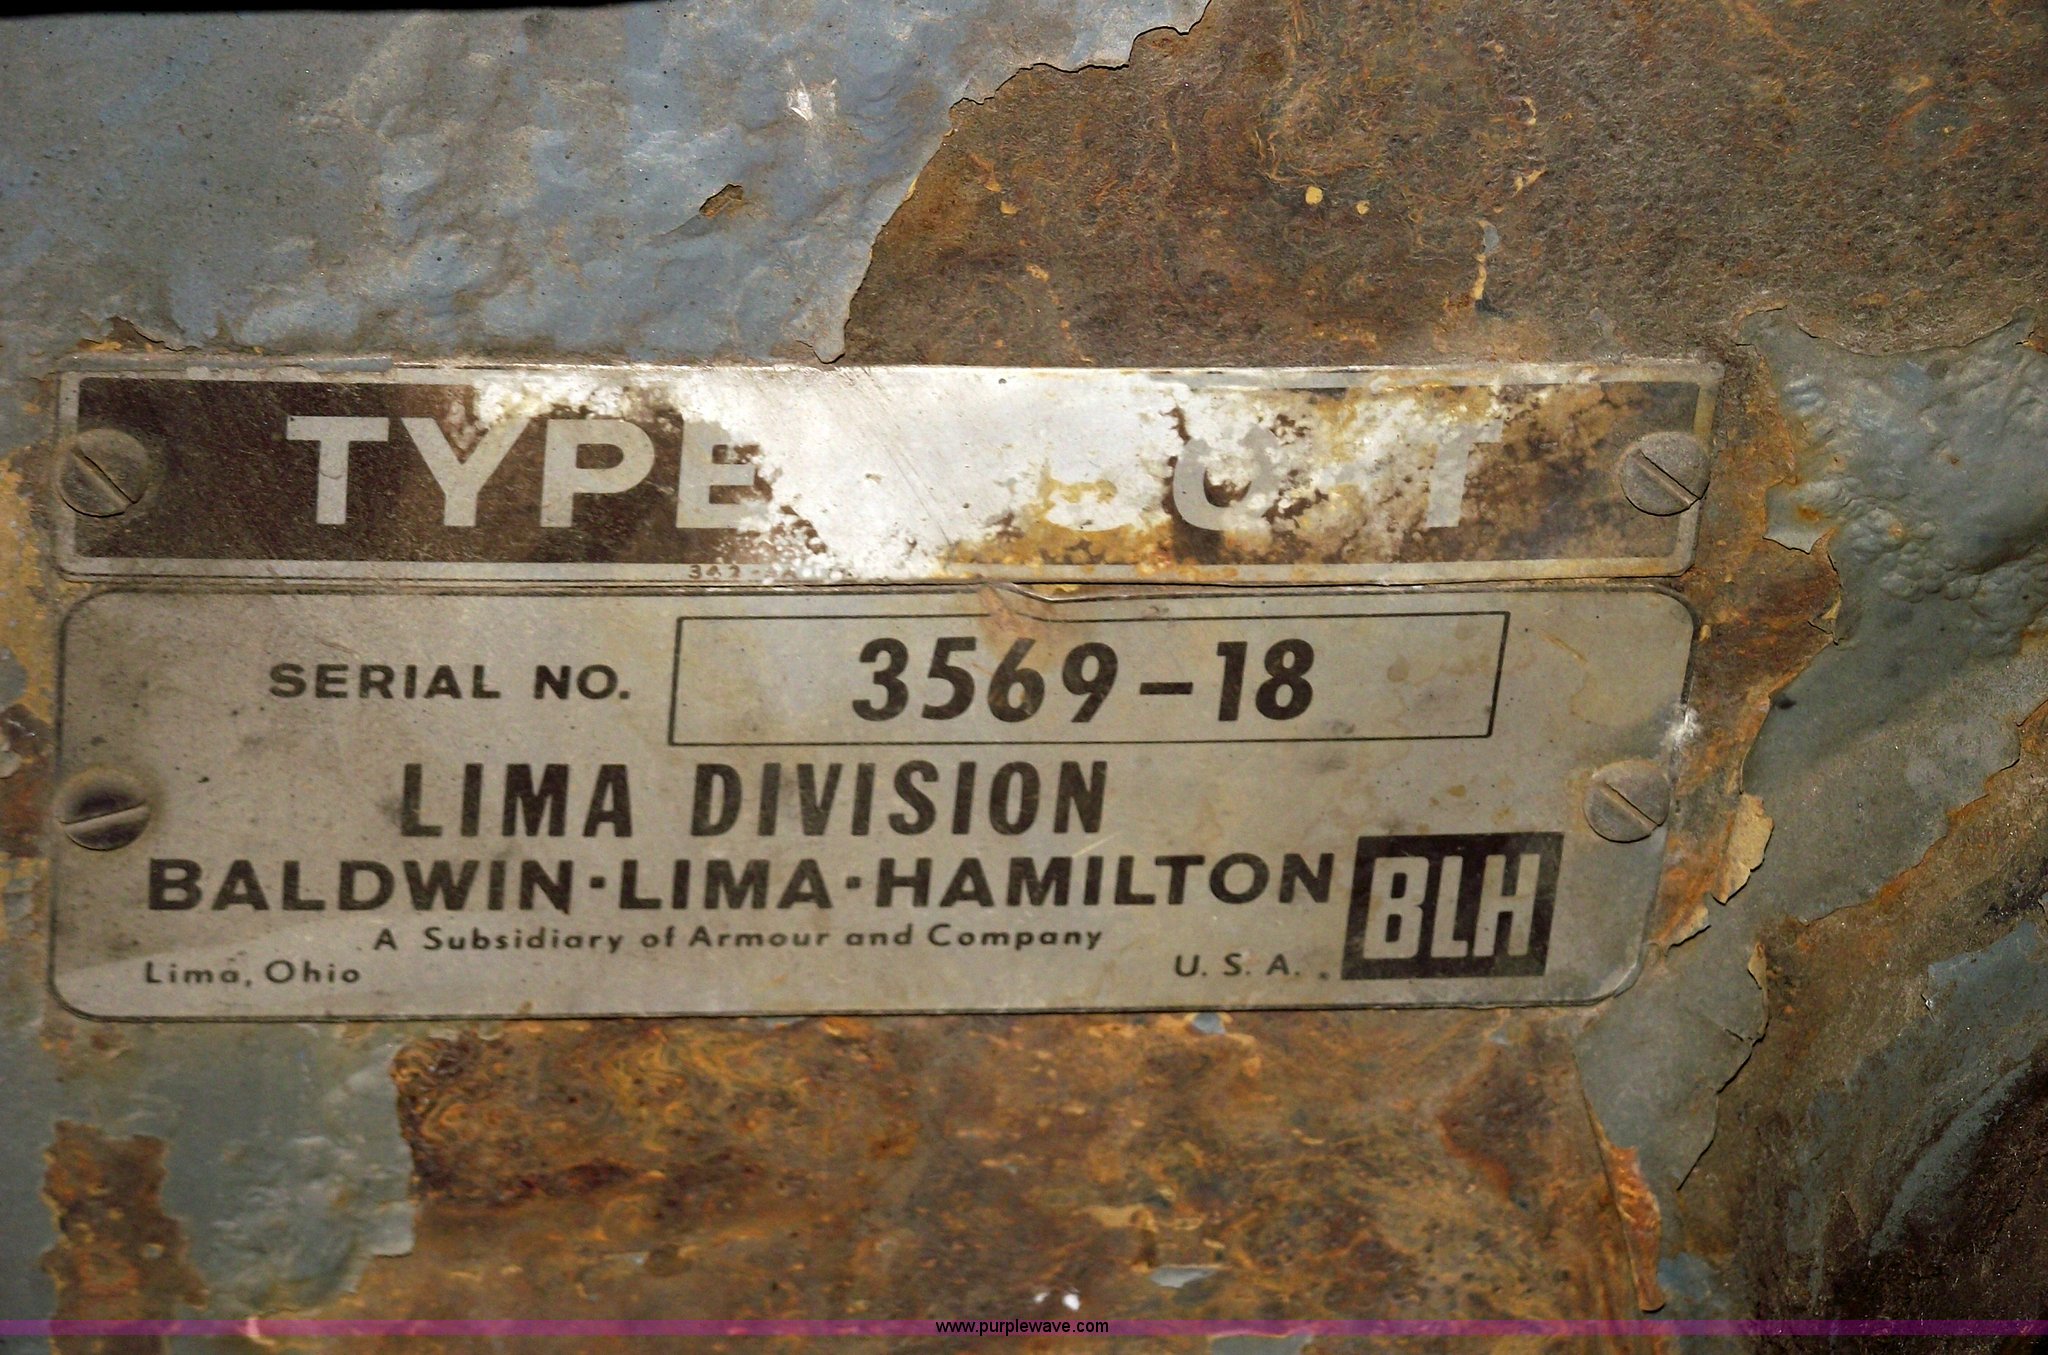 TYPE
SERIAL NO. 3569-18
LIMA DIVISION
BALDWIN·LIMA·HAMILTON BLH
A Subsidiary of Armour and Company
Lima, Ohio U. S. A.
www.purplewave.com